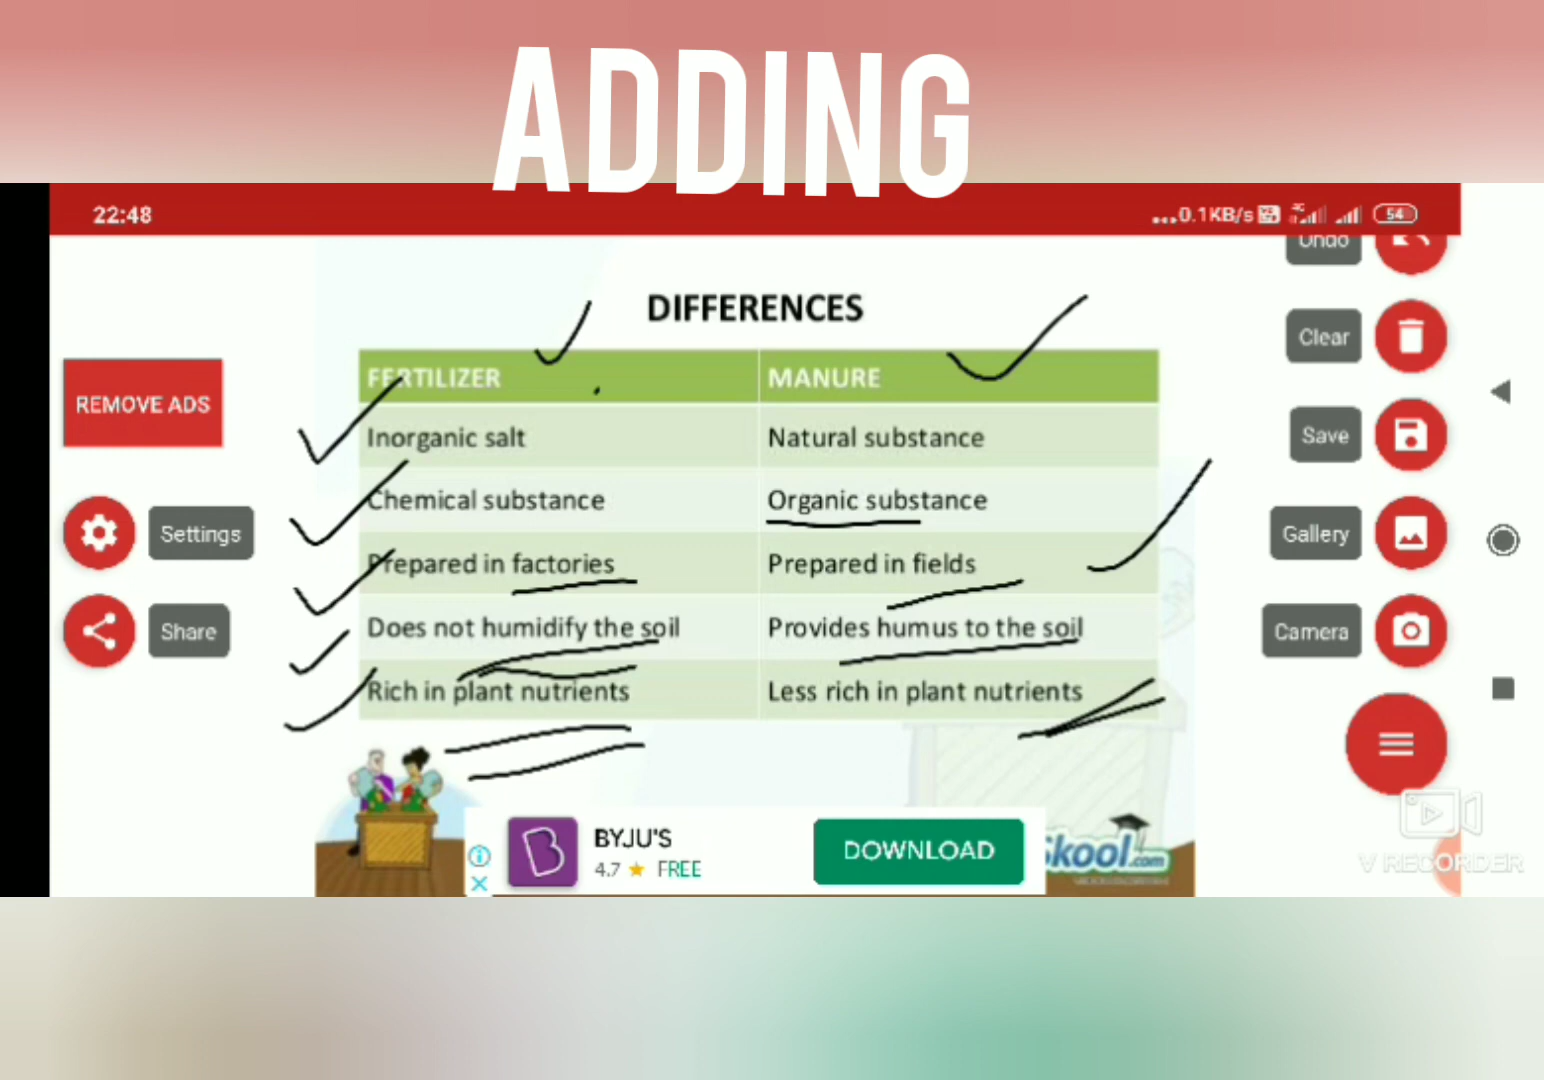 ADDING
22:48
...0.1KB/s 4G 54
Undo
DIFFERENCES
Clear
REMOVE ADS
FERTILIZER MANURE
Inorganic salt Natural substance
Save
Chemical substance Organic substance
Settings
Gallery
Prepared in factories Prepared in fields
Share
Does not humidify the soil Provides humus to the soil
Camera
Rich in plant nutrients Less rich in plant nutrients
BYJU'S
4.7 ★ FREE
DOWNLOAD
skool.com
V RECORDER